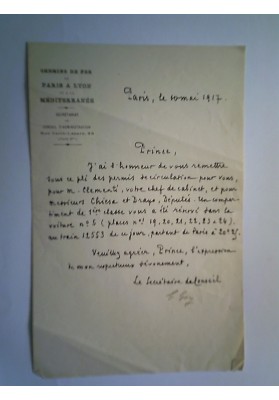 CHEMINS DE FER
DE
PARIS A LYON
ET A LA
MÉDITERRANÉE
Paris, le 10 mai 1917.
Prince,
J'ai l'honneur de vous remettre
sous ce pli des permis de circulation pour vous,
pour M. Clementi, votre chef de cabinet, et pour
Messieurs Chiesa et Drago, Députés. Un compar-
timent de 1ère classe vous a été réservé dans la
voiture n° 5 (places n° 19, 20, 21, 22, 23 & 24)
au train 12553 de ce jour, partant de Paris à 20h25.
Veuillez agréer, Prince, l'expression
de mon respectueux dévouement.
Le Secrétaire du Conseil